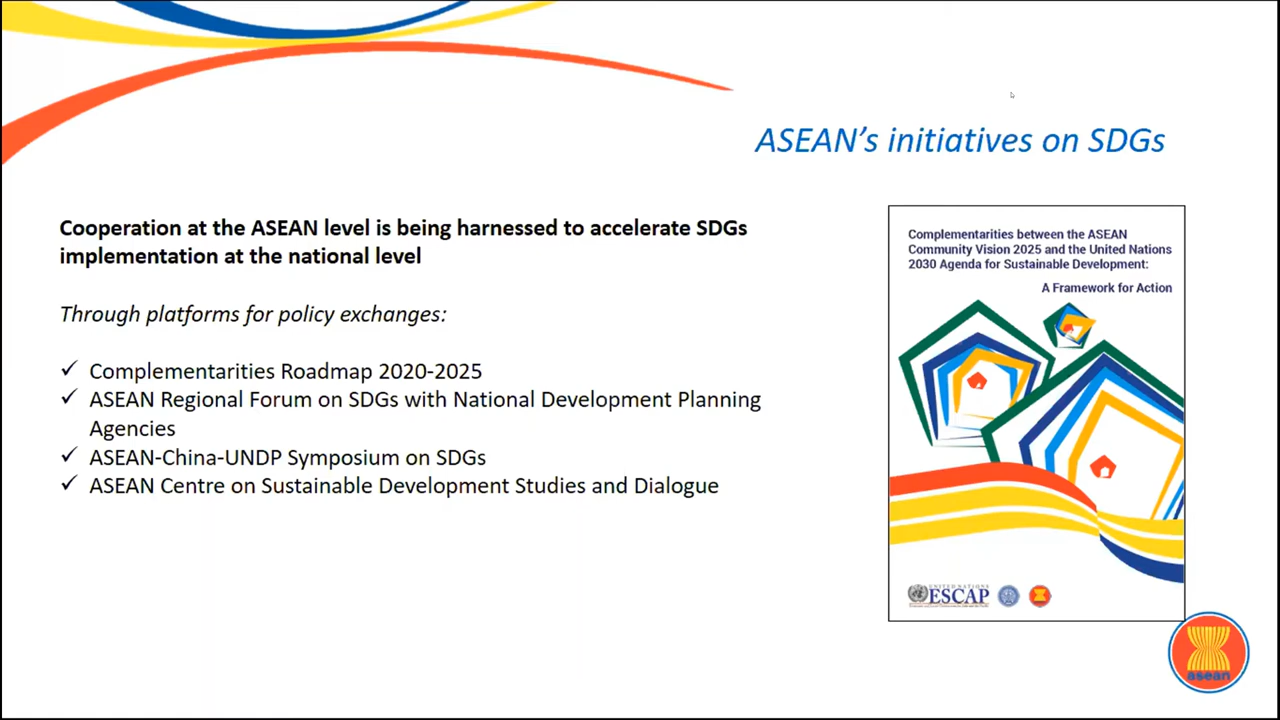 ASEAN's initiatives on SDGs
Cooperation at the ASEAN level is being harnessed to accelerate SDGs
implementation at the national level
Through platforms for policy exchanges:
✓ Complementarities Roadmap 2020-2025
✓ ASEAN Regional Forum on SDGs with National Development Planning
Agencies
✓ ASEAN-China-UNDP Symposium on SDGs
✓ ASEAN Centre on Sustainable Development Studies and Dialogue
Complementarities between the ASEAN
Community Vision 2025 and the United Nations
2030 Agenda for Sustainable Development:
A Framework for Action
UNITED NATIONS
ESCAP
asean